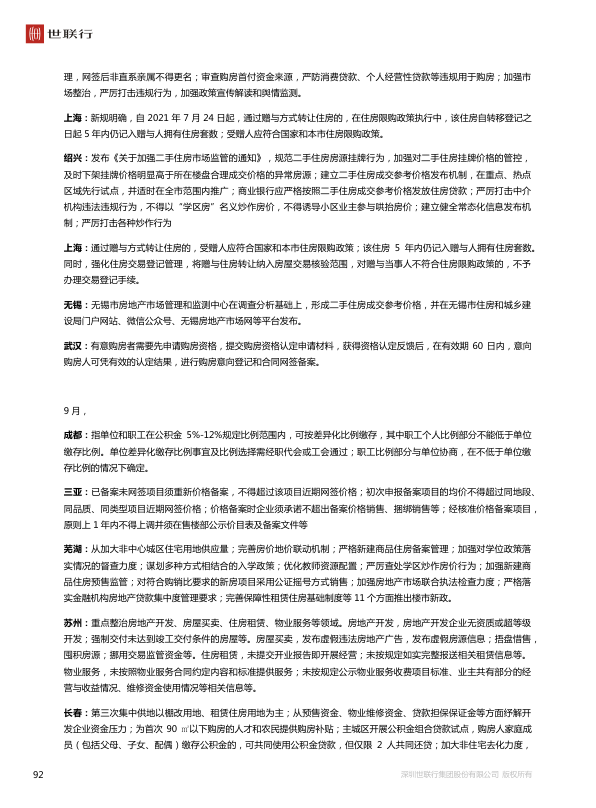 世联行
理，网签后非直系亲属不得更名；审查购房首付资金来源，严防消费贷款、个人经营性贷款等违规用于购房；加强市
场整治，严厉打击违规行为，加强政策宣传解读和舆情监测。
上海：新规明确，自 2021 年 7 月 24 日起，通过赠与方式转让住房的，在住房限购政策执行中，该住房自转移登记之
日起 5 年内仍记入赠与人拥有住房套数；受赠人应符合国家和本市住房限购政策。
绍兴：发布《关于加强二手住房市场监管的通知》，规范二手住房房源挂牌行为，加强对二手住房挂牌价格的管控，
及时下架挂牌价格明显高于所在楼盘合理成交价格的异常房源；建立二手住房成交参考价格发布机制，在重点、热点
区域先行试点，并适时在全市范围内推广；商业银行应严格按照二手住房成交参考价格发放住房贷款；严厉打击中介
机构违法违规行为，不得以“学区房”名义炒作房价，不得诱导小区业主参与哄抬房价；建立健全常态化信息发布机
制；严厉打击各种炒作行为
上海：通过赠与方式转让住房的，受赠人应符合国家和本市住房限购政策；该住房 5 年内仍记入赠与人拥有住房套数。
同时，强化住房交易登记管理，将赠与住房转让纳入房屋交易核验范围，对赠与当事人不符合住房限购政策的，不予
办理交易登记手续。
无锡：无锡市房地产市场管理和监测中心在调查分析基础上，形成二手住房成交参考价格，并在无锡市住房和城乡建
设局门户网站、微信公众号、无锡房地产市场网等平台发布。
武汉：有意购房者需要先申请购房资格，提交购房资格认定申请材料，获得资格认定反馈后，在有效期 60 日内，意向
购房人可凭有效的认定结果，进行购房意向登记和合同网签备案。
9 月，
成都：指单位和职工在公积金 5%-12%规定比例范围内，可按差异化比例缴存，其中职工个人比例部分不能低于单位
缴存比例。单位差异化缴存比例事宜及比例选择需经职代会或工会通过；职工比例部分与单位协商，在不低于单位缴
存比例的情况下确定。
三亚：已备案未网签项目须重新价格备案，不得超过该项目近期网签价格；初次申报备案项目的均价不得超过同地段、
同品质、同类型项目近期网签价格；价格备案时企业须承诺不超出备案价格销售、捆绑销售等；经核准价格备案项目，
原则上 1 年内不得上调并须在售楼部公示价目表及备案文件等
芜湖：从加大非中心城区住宅用地供应量；完善房价地价联动机制；严格新建商品住房备案管理；加强对学位政策落
实情况的督查力度；谋划多种方式相结合的入学政策；优化教师资源配置；严厉查处学区炒作房价行为；加强新建商
品住房预售监管；对符合购销比要求的新房项目采用公证摇号方式销售；加强房地产市场联合执法检查力度；严格落
实金融机构房地产贷款集中度管理要求；完善保障性租赁住房基础制度等 11 个方面推出楼市新政。
苏州：重点整治房地产开发、房屋买卖、住房租赁、物业服务等领域。房地产开发，房地产开发企业无资质或超等级
开发；强制交付未达到竣工交付条件的房屋等。房屋买卖，发布虚假违法房地产广告，发布虚假房源信息；捂盘惜售，
囤积房源；挪用交易监管资金等。住房租赁，未提交开业报告即开展经营；未按规定如实完整报送相关租赁信息等。
物业服务，未按照物业服务合同约定内容和标准提供服务；未按规定公示物业服务收费项目标准、业主共有部分的经
营与收益情况、维修资金使用情况等相关信息等。
长春：第三次集中供地以棚改用地、租赁住房用地为主；从预售资金、物业维修资金、贷款担保保证金等方面纾解开
发企业资金压力；为首次 90 ㎡以下购房的人才和农民提供购房补贴；主城区开展公积金组合贷款试点，购房人家庭成
员（包括父母、子女、配偶）缴存公积金的，可共同使用公积金贷款，但仅限 2 人共同还贷；加大非住宅去化力度，
92
深圳世联行集团股份有限公司 版权所有